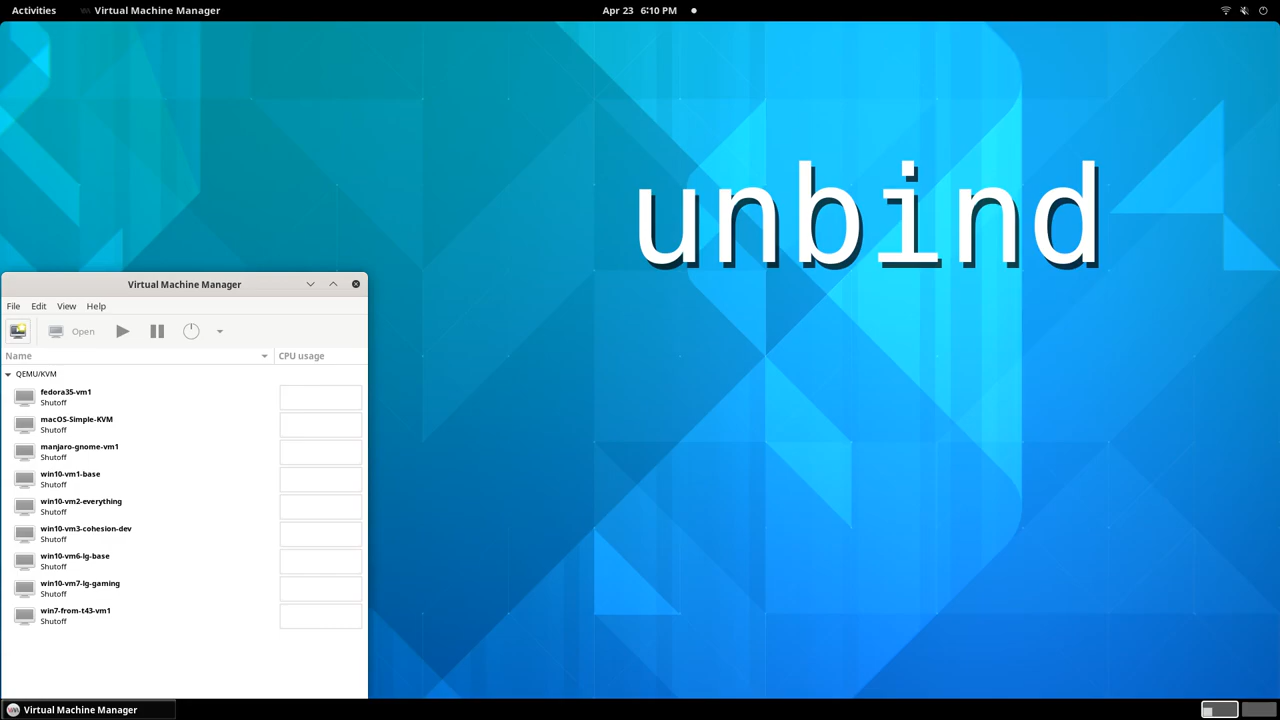 Activities Virtual Machine Manager Apr 23 6:10 PM
unbind
Virtual Machine Manager
File Edit View Help
Open
Name CPU usage
QEMU/KVM
fedora35-vm1
Shutoff
macOS-Simple-KVM
Shutoff
manjaro-gnome-vm1
Shutoff
win10-vm1-base
Shutoff
win10-vm2-everything
Shutoff
win10-vm3-cohesion-dev
Shutoff
win10-vm6-lg-base
Shutoff
win10-vm7-lg-gaming
Shutoff
win7-from-t43-vm1
Shutoff
Virtual Machine Manager